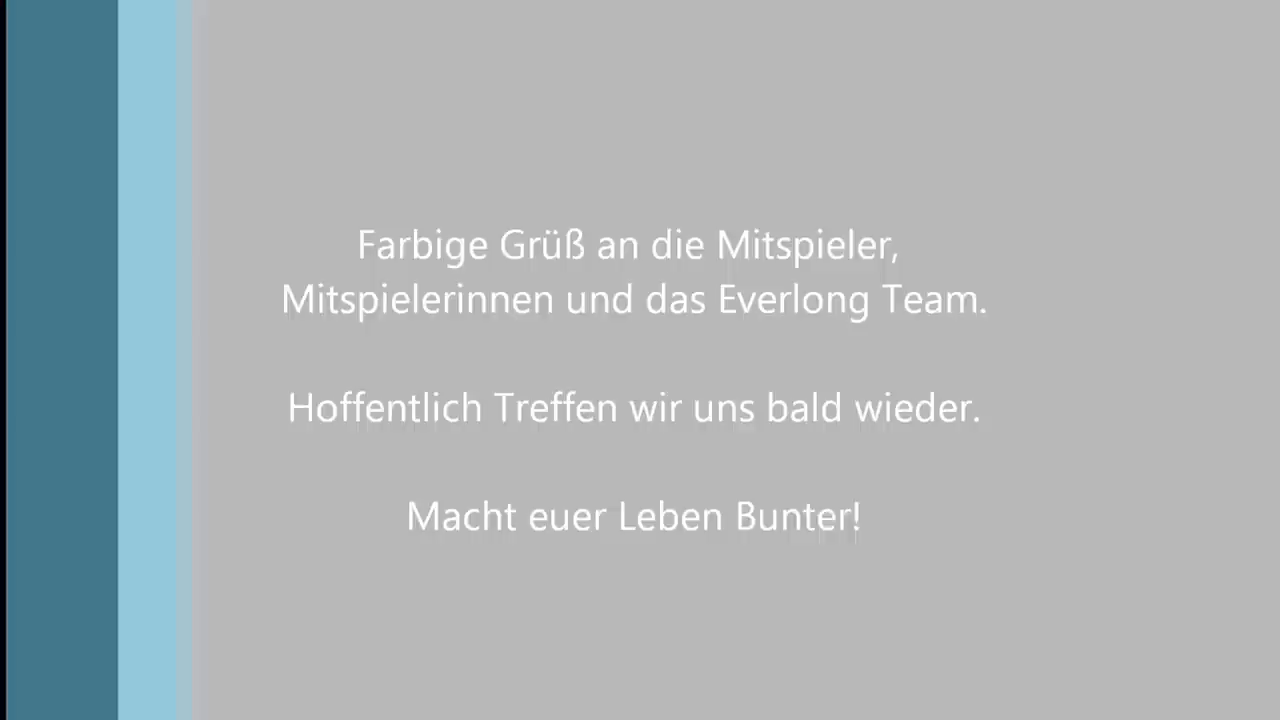 Farbige Grüß an die Mitspieler,
Mitspielerinnen und das Everlong Team.
Hoffentlich Treffen wir uns bald wieder.
Macht euer Leben Bunter!